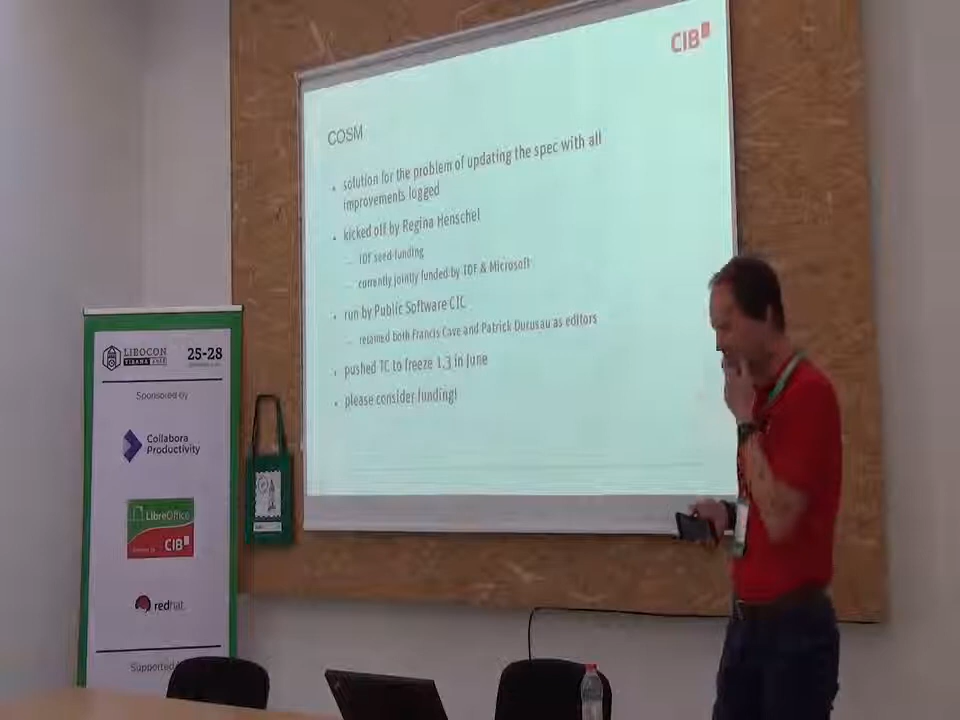 CIB
COSM
solution for the problem of updating the spec with all
improvements logged
kicked off by Regina Henschel
TDF seed-funding
currently jointly funded by TDF & Microsoft
run by Public Software CIC
retained both Francis Cave and Patrick Durusau as editors
pushed TC to freeze 1.3 in June
please consider funding!
LIBOCON
TIRANA 2018
25-28
Sponsored by
Collabora
Productivity
LibreOffice
CIB
redhat
Supported